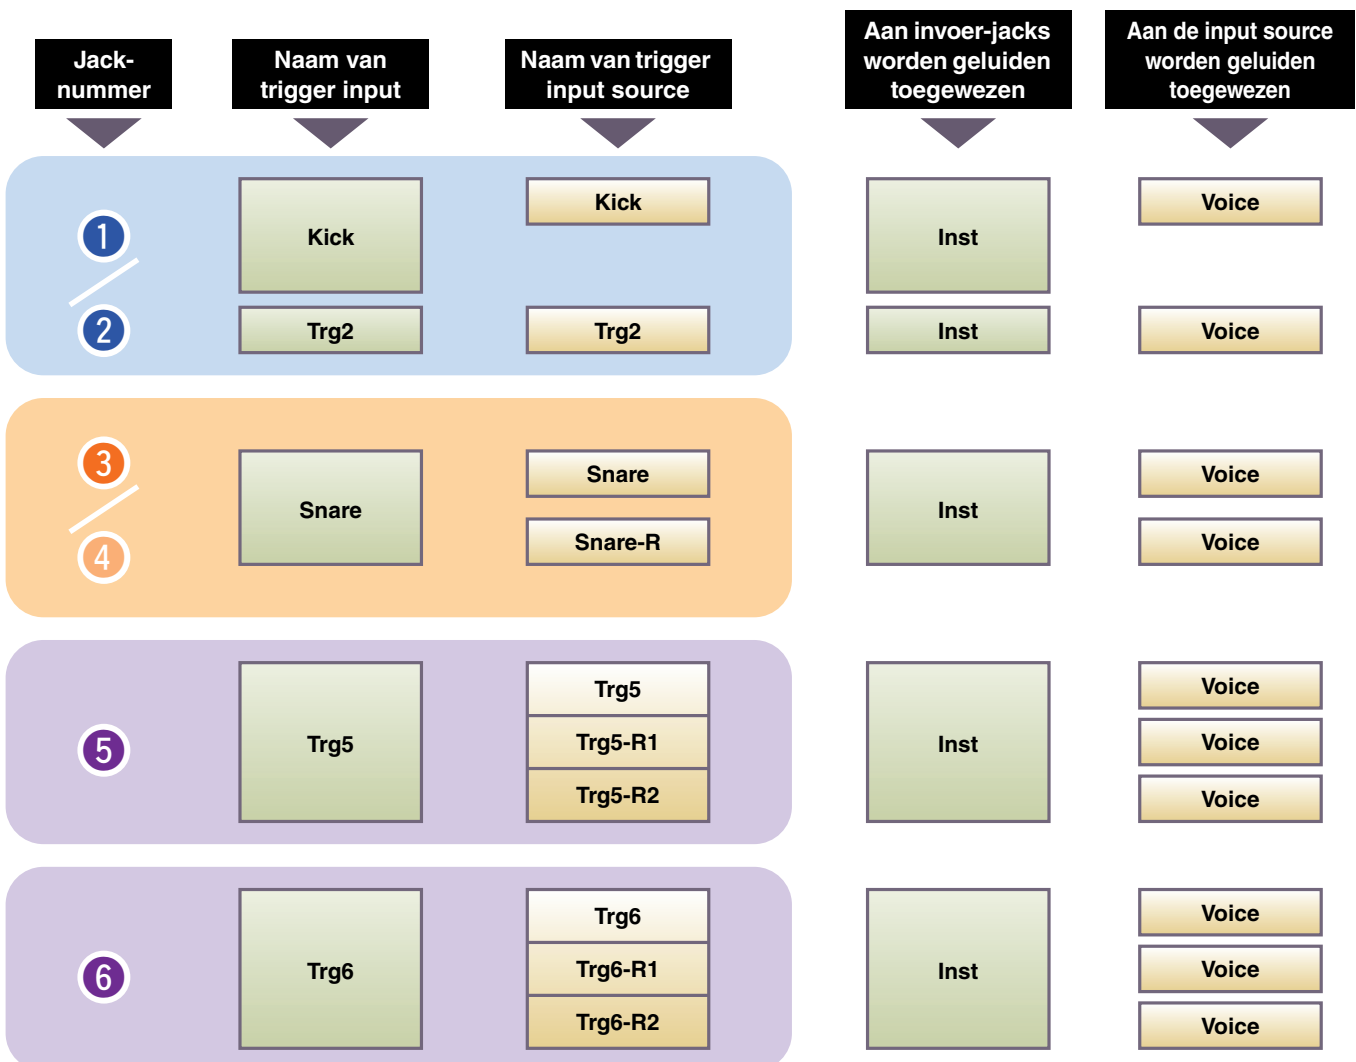 Jack-
nummer
Naam van
trigger input
Naam van trigger
input source
Aan invoer-jacks
worden geluiden
toegewezen
Aan de input source
worden geluiden
toegewezen
1
2
Kick
Kick
Inst
Voice
Trg2
Trg2
Inst
Voice
3
4
Snare
Snare
Snare-R
Inst
Voice
Voice
5
Trg5
Trg5
Trg5-R1
Trg5-R2
Inst
Voice
Voice
Voice
6
Trg6
Trg6
Trg6-R1
Trg6-R2
Inst
Voice
Voice
Voice